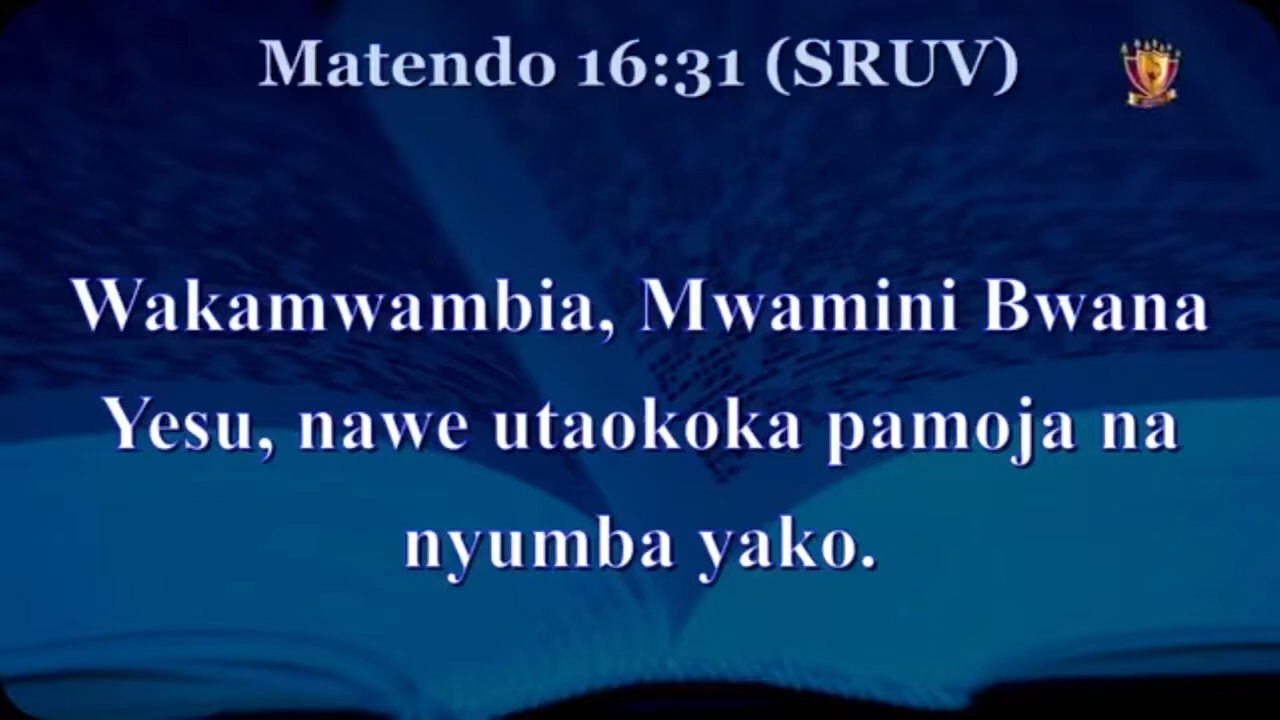 Matendo 16:31 (SRUV)
Wakamwambia, Mwamini Bwana
Yesu, nawe utaokoka pamoja na
nyumba yako.